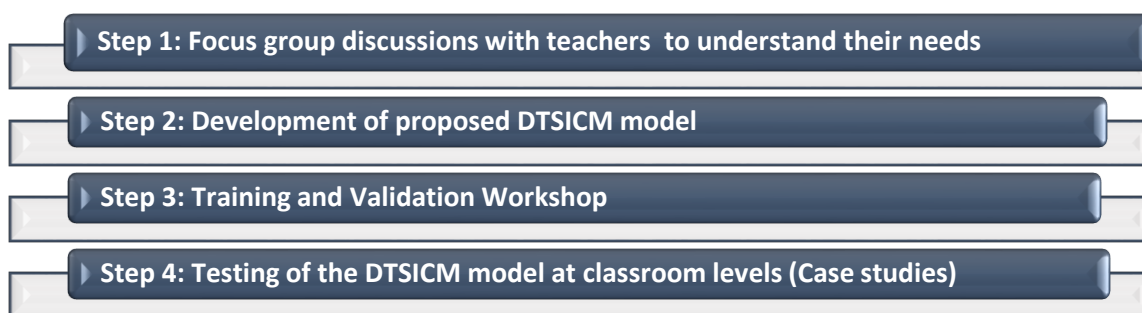 Step 1: Focus group discussions with teachers to understand their needs
Step 2: Development of proposed DTSICM model
Step 3: Training and Validation Workshop
Step 4: Testing of the DTSICM model at classroom levels (Case studies)